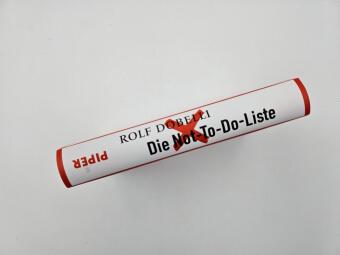 ROLF DOBELLI
Die Not-To-Do-Liste
PIPER